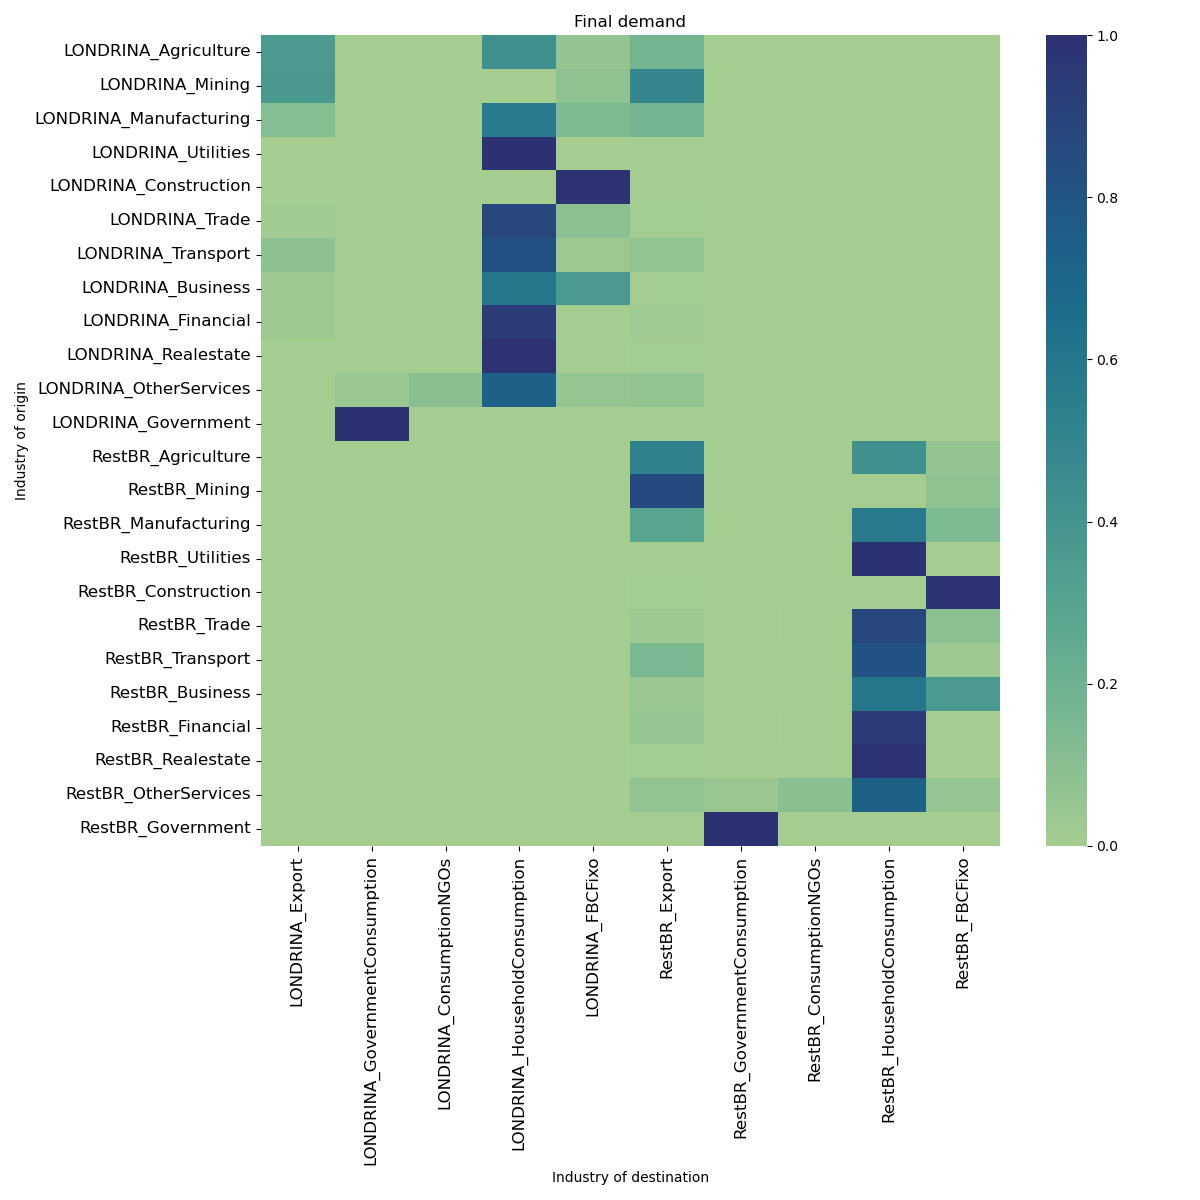 Final demand
LONDRINA_Agriculture
LONDRINA_Mining
LONDRINA_Manufacturing
LONDRINA_Utilities
LONDRINA_Construction
LONDRINA_Trade
LONDRINA_Transport
LONDRINA_Business
LONDRINA_Financial
LONDRINA_Realestate
LONDRINA_OtherServices
LONDRINA_Government
RestBR_Agriculture
RestBR_Mining
RestBR_Manufacturing
RestBR_Utilities
RestBR_Construction
RestBR_Trade
RestBR_Transport
RestBR_Business
RestBR_Financial
RestBR_Realestate
RestBR_OtherServices
RestBR_Government
Industry of origin
LONDRINA_Export
LONDRINA_GovernmentConsumption
LONDRINA_ConsumptionNGOs
LONDRINA_HouseholdConsumption
LONDRINA_FBCFixo
RestBR_Export
RestBR_GovernmentConsumption
RestBR_ConsumptionNGOs
RestBR_HouseholdConsumption
RestBR_FBCFixo
Industry of destination
1.0
0.8
0.6
0.4
0.2
0.0